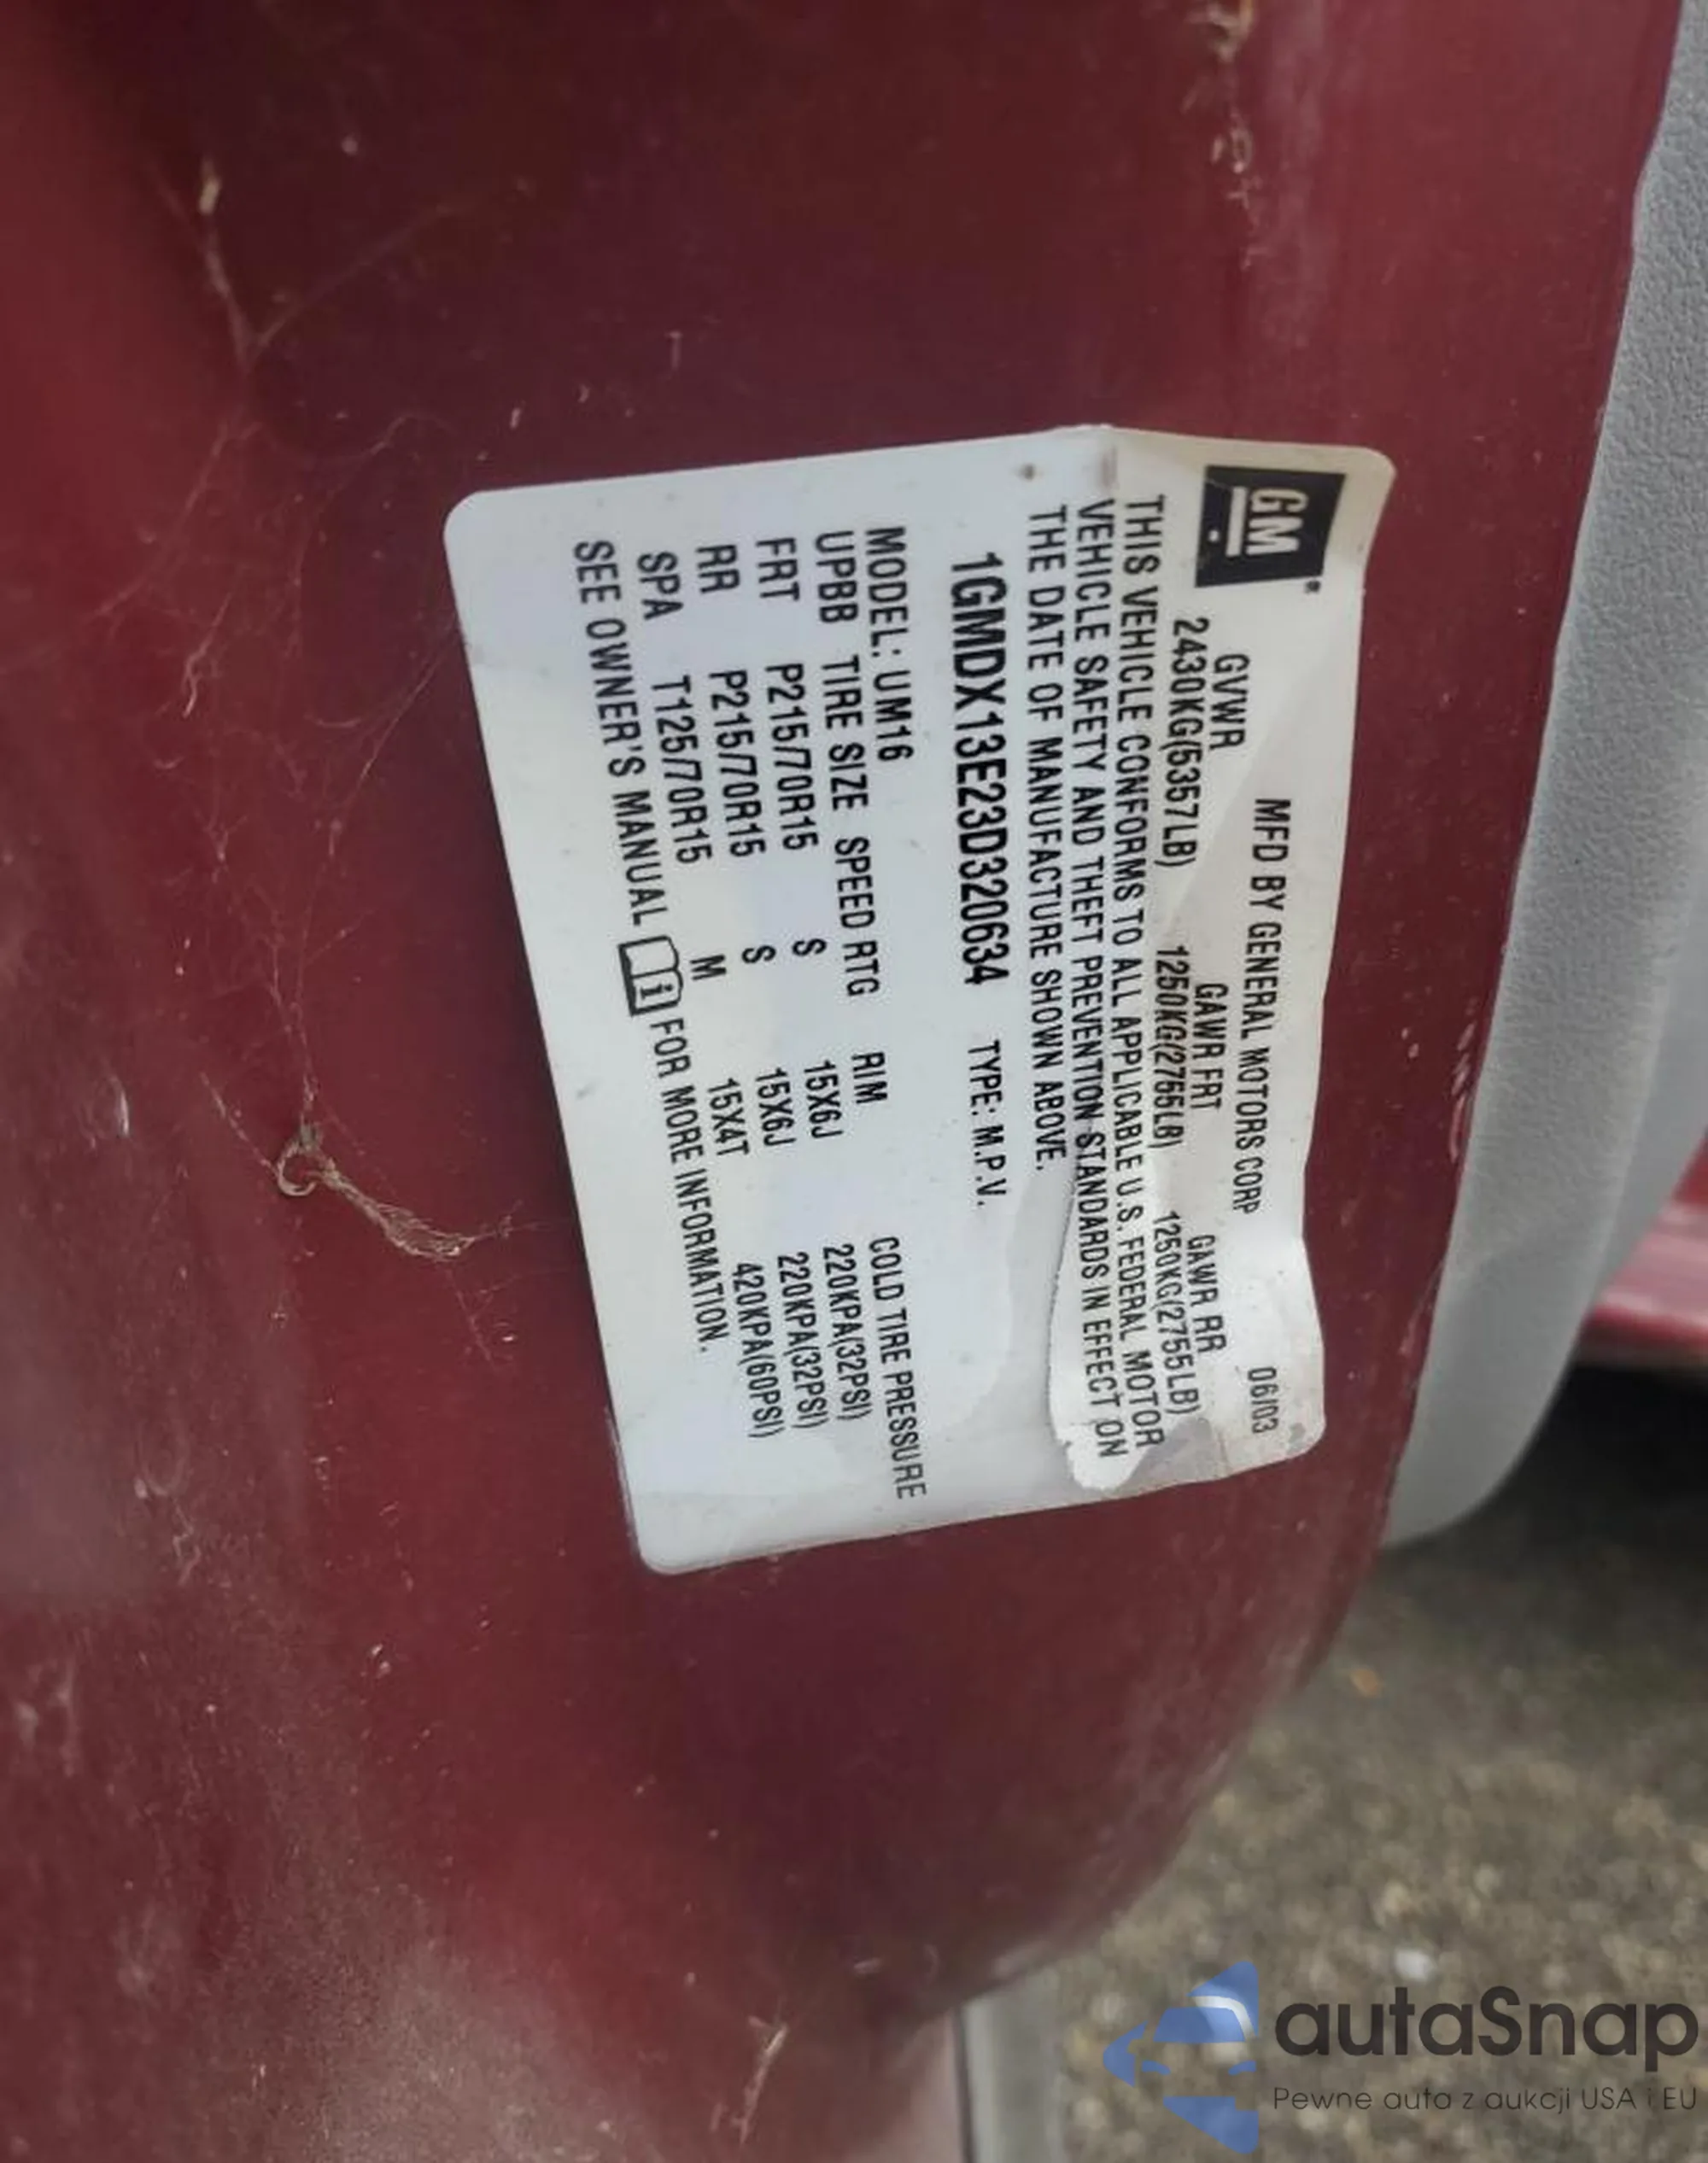 GM®
MFD BY GENERAL MOTORS CORP 06/03
GVWR GAWR FRT GAWR RR
2430KG(5357LB) 1250KG(2755LB) 1250KG(2755LB)
THIS VEHICLE CONFORMS TO ALL APPLICABLE U.S. FEDERAL MOTOR
VEHICLE SAFETY AND THEFT PREVENTION STANDARDS IN EFFECT ON
THE DATE OF MANUFACTURE SHOWN ABOVE.
1GMDX13E23D320634 TYPE: M.P.V.
MODEL: UM16
UPBB TIRE SIZE SPEED RTG RIM COLD TIRE PRESSURE
FRT P215/70R15 S 15X6J 220KPA(32PSI)
RR P215/70R15 S 15X6J 220KPA(32PSI)
SPA T125/70R15 M 15X4T 420KPA(60PSI)
SEE OWNER'S MANUAL i FOR MORE INFORMATION.
autaSnap
Pewne auta z aukcji USA i EU